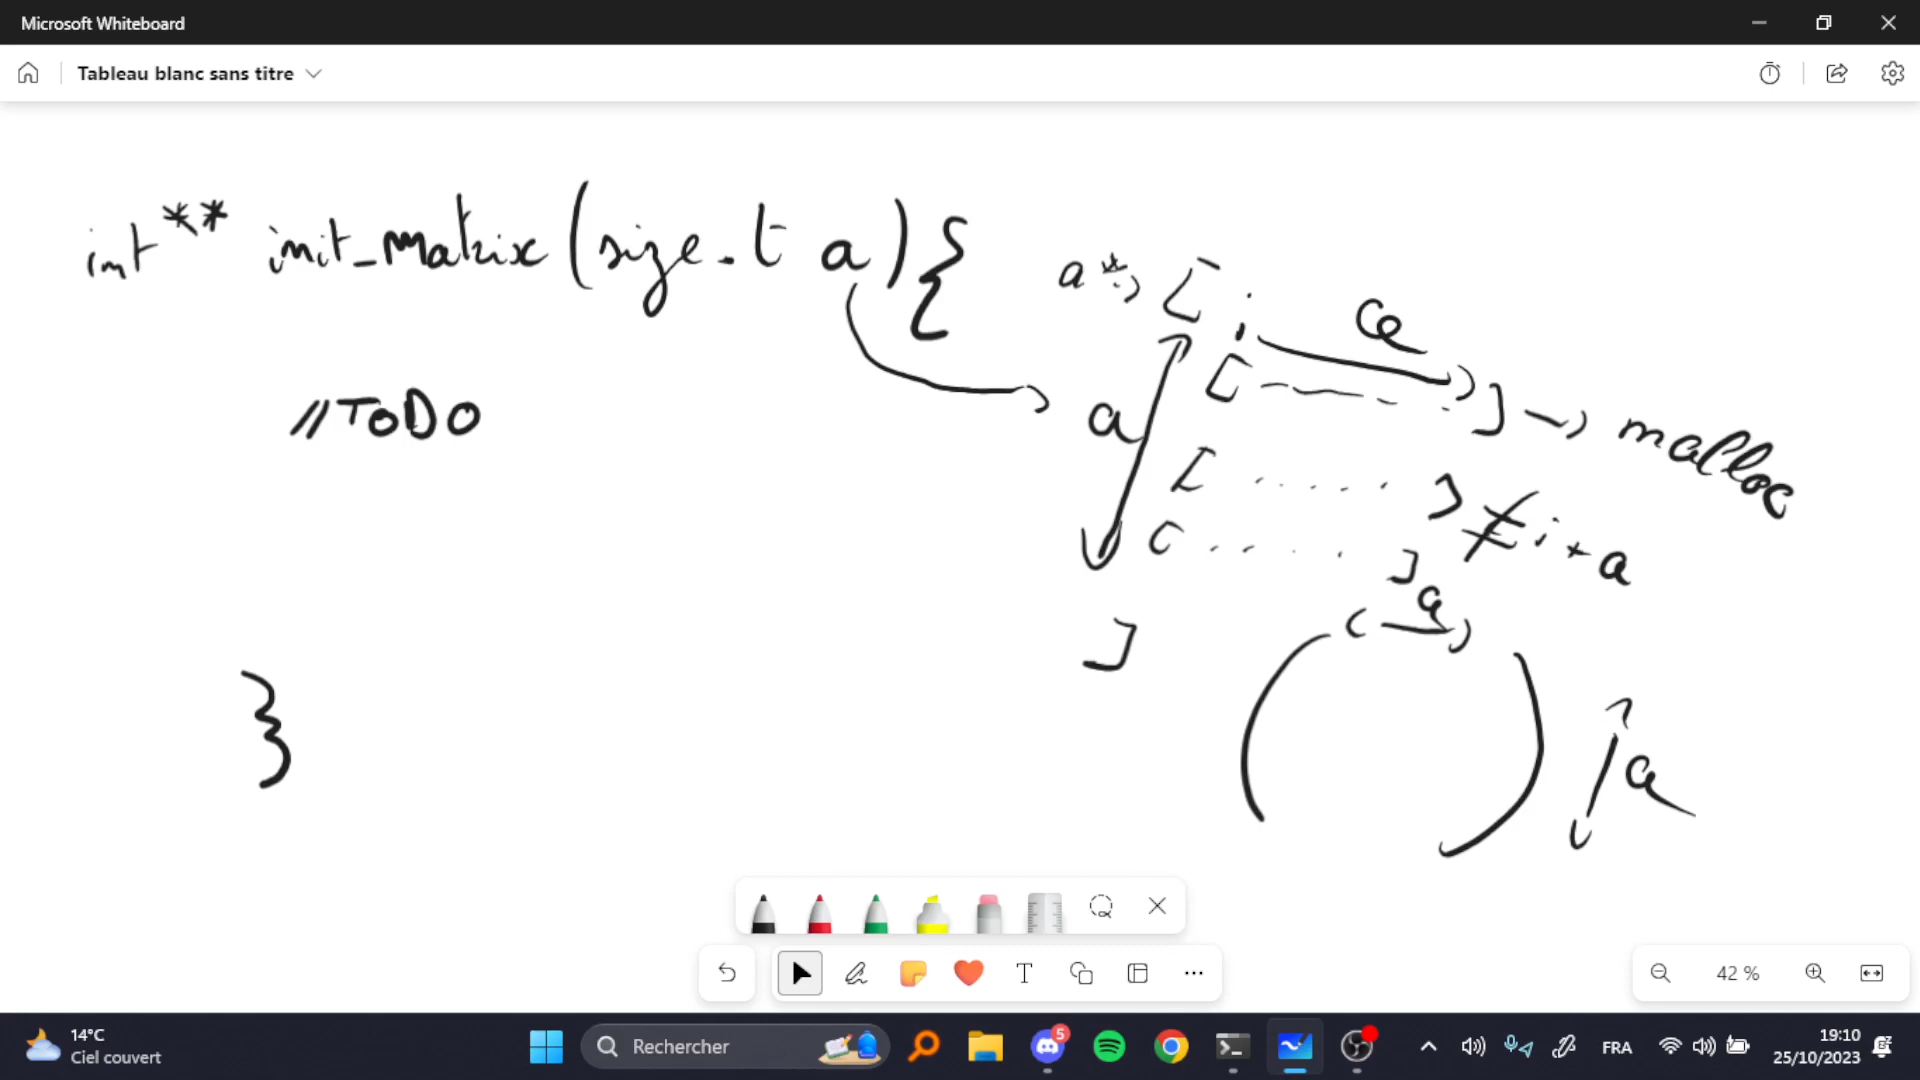 Microsoft Whiteboard
Tableau blanc sans titre
int** init_matrix(size_t a){
//TODO
}
a* → [
i a
a [ ] → malloc
[ ...... ] ≠ i * a
[ ...... ]
]
a
( ) a
42 %
14°C
Ciel couvert
Rechercher
5
FRA
19:10
25/10/2023